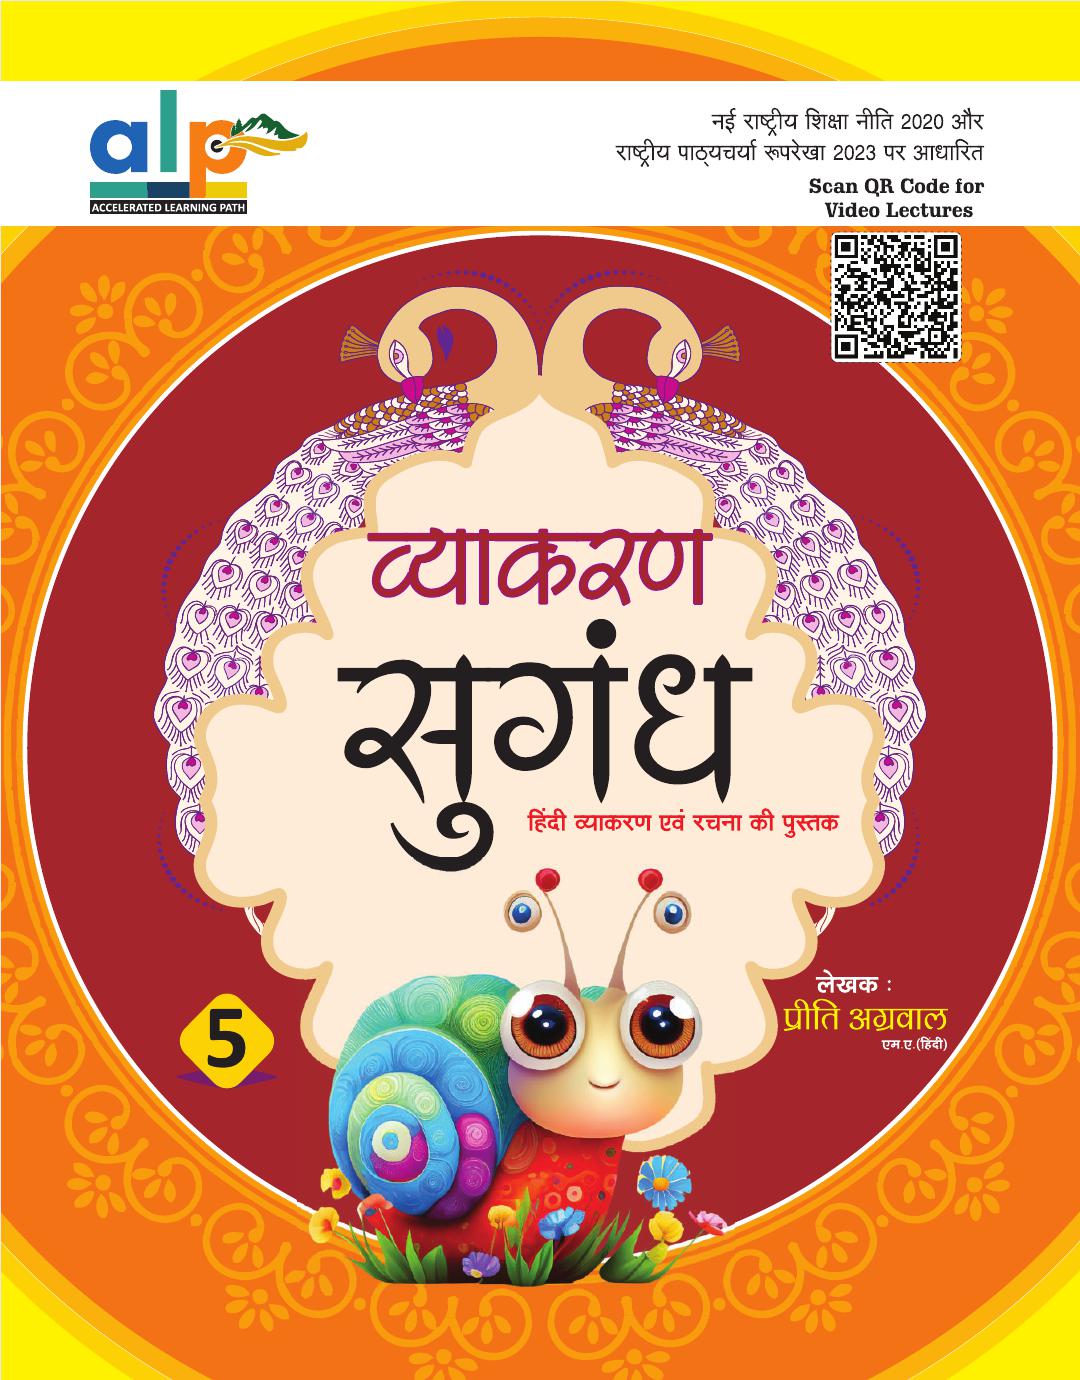 alp
ACCELERATED LEARNING PATH
नई राष्ट्रीय शिक्षा नीति 2020 और
राष्ट्रीय पाठ्यचर्या रूपरेखा 2023 पर आधारित
Scan QR Code for
Video Lectures
व्याकरण
सुगंध
हिंदी व्याकरण एवं रचना की पुस्तक
लेखक :
प्रीति अग्रवाल
एम.ए.(हिंदी)
5